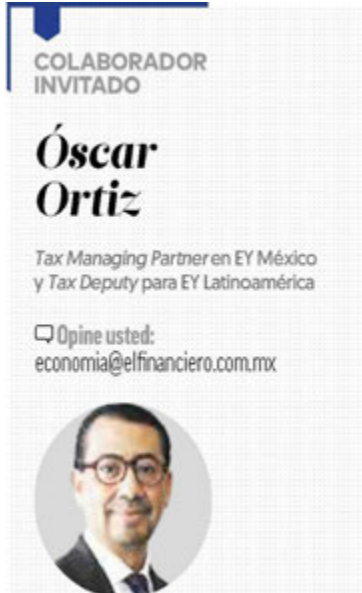 COLABORADOR
INVITADO
Óscar
Ortiz
Tax Managing Partner en EY México
y Tax Deputy para EY Latinoamérica
Opine usted:
economia@elfinanciero.com.mx